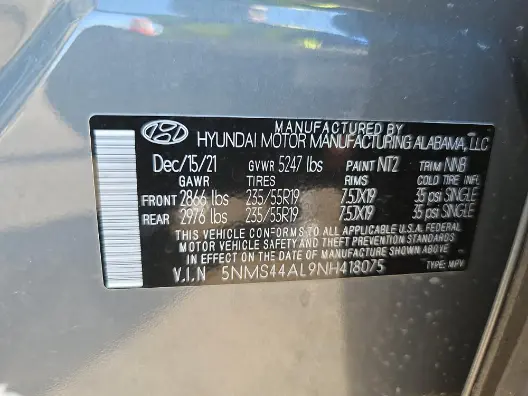 MANUFACTURED BY
HYUNDAI MOTOR MANUFACTURING ALABAMA, LLC
Dec/15/21 GVWR 5247 lbs PAINT NT2 TRIM NNB
GAWR TIRES RIMS COLD TIRE INFL
FRONT 2866 lbs 235/55R19 7.5JX19 35 psi SINGLE
REAR 2976 lbs 235/55R19 7.5JX19 35 psi SINGLE
THIS VEHICLE CONFORMS TO ALL APPLICABLE U.S.A. FEDERAL
MOTOR VEHICLE SAFETY AND THEFT PREVENTION STANDARDS
IN EFFECT ON THE DATE OF MANUFACTURE SHOWN ABOVE.
V.I.N 5NMS44AL9NH418075 TYPE: MPV